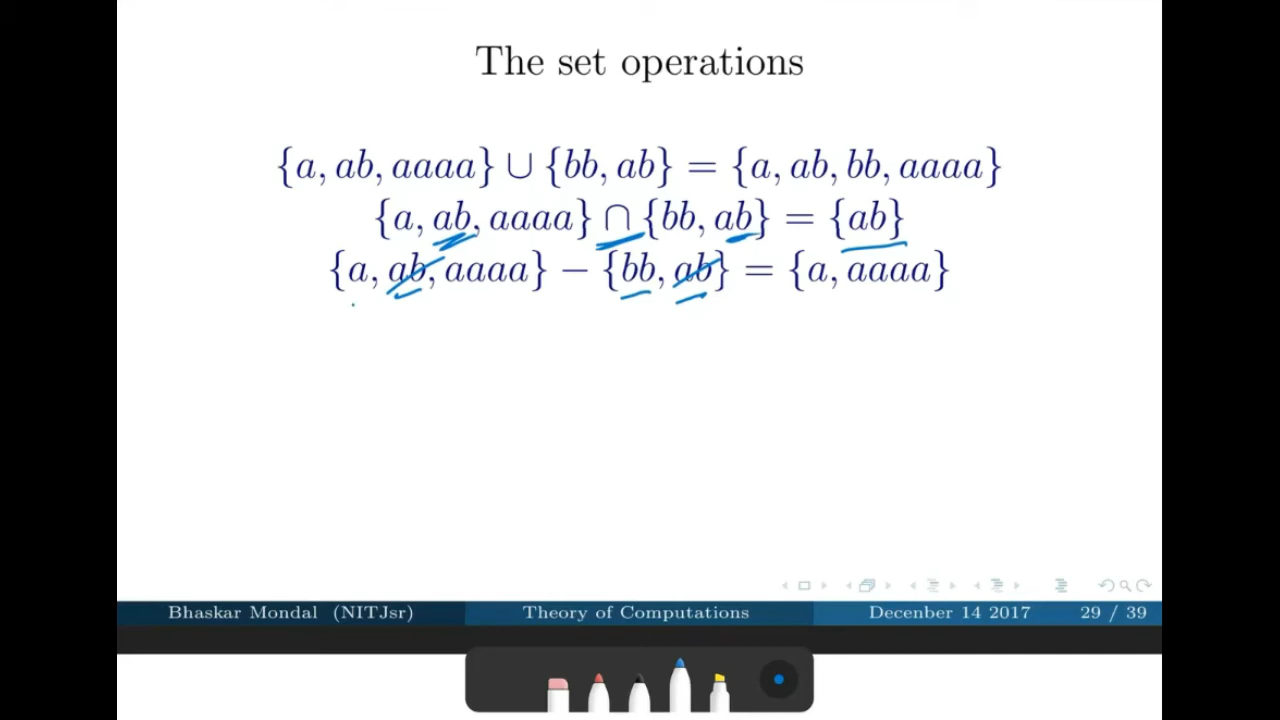 The set operations
{a, ab, aaaa} ∪ {bb, ab} = {a, ab, bb, aaaa}
{a, ab, aaaa} ∩ {bb, ab} = {ab}
{a, ab, aaaa} − {bb, ab} = {a, aaaa}
Bhaskar Mondal (NITJsr) Theory of Computations Decenber 14 2017 29 / 39